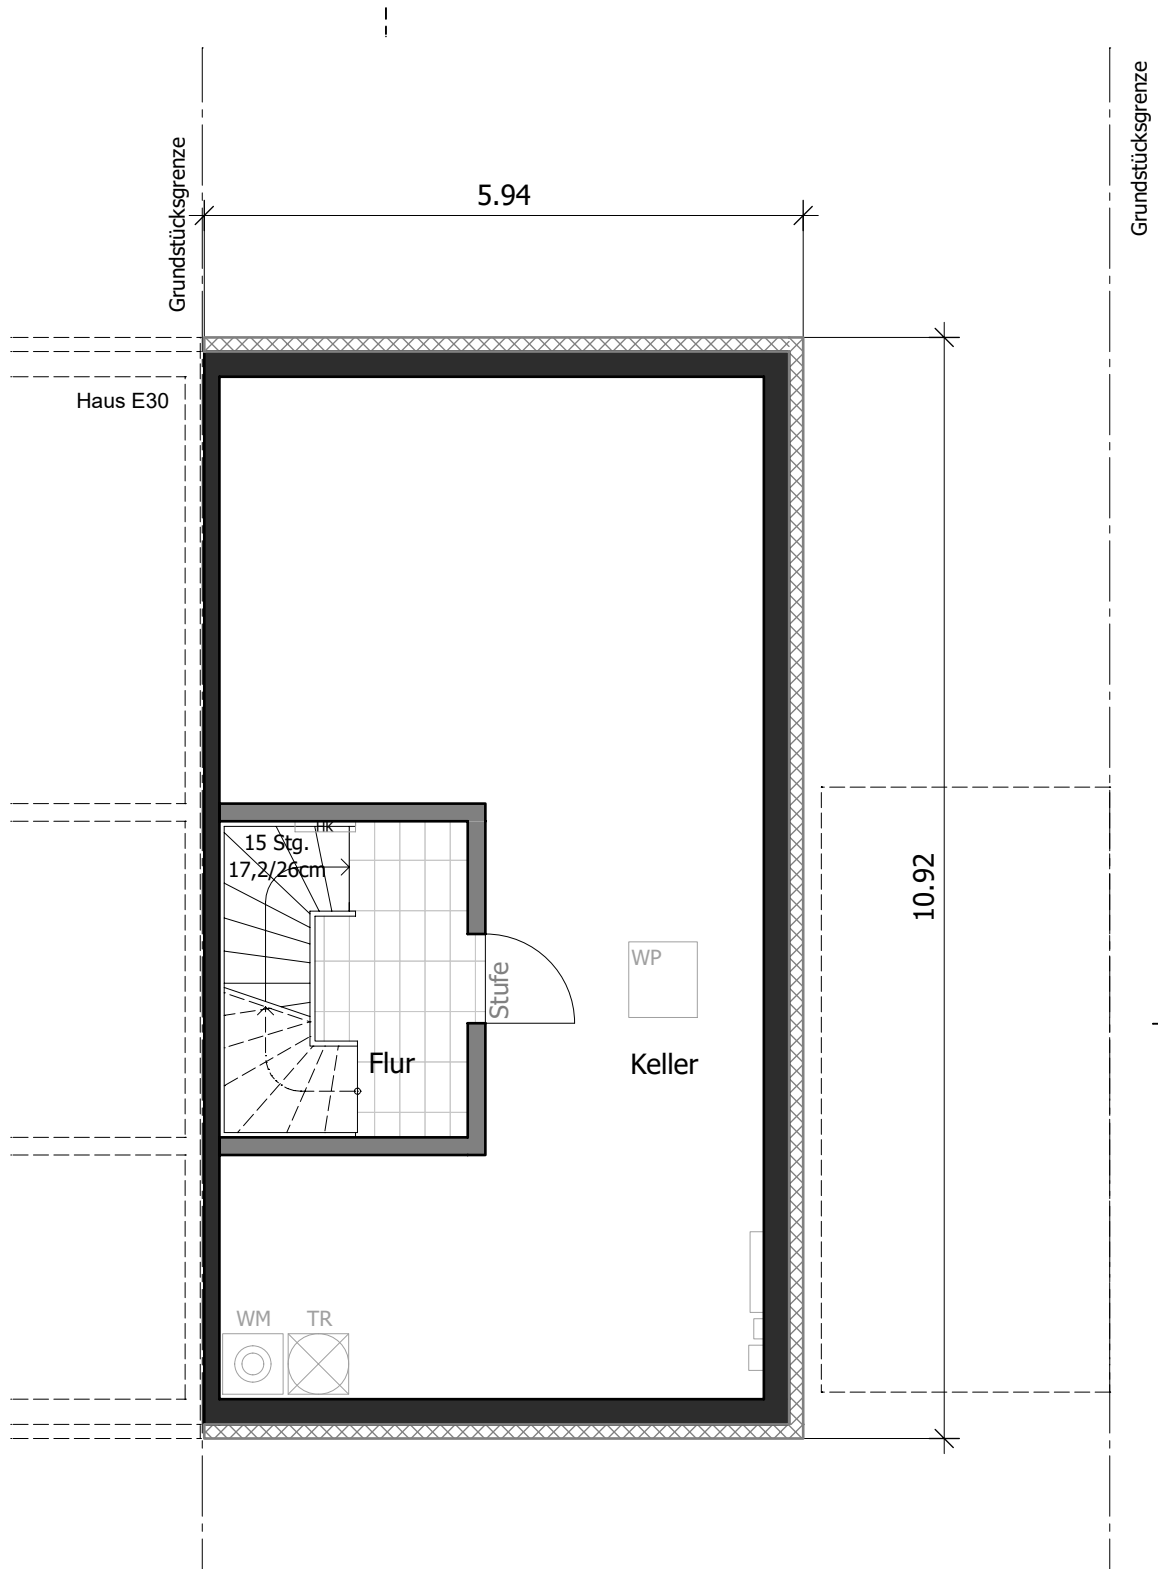 Grundstücksgrenze
Grundstücksgrenze
5.94
Haus E30
HK
15 Stg.
17,2/26cm
10.92
Stufe
WP
Flur
Keller
WM
TR